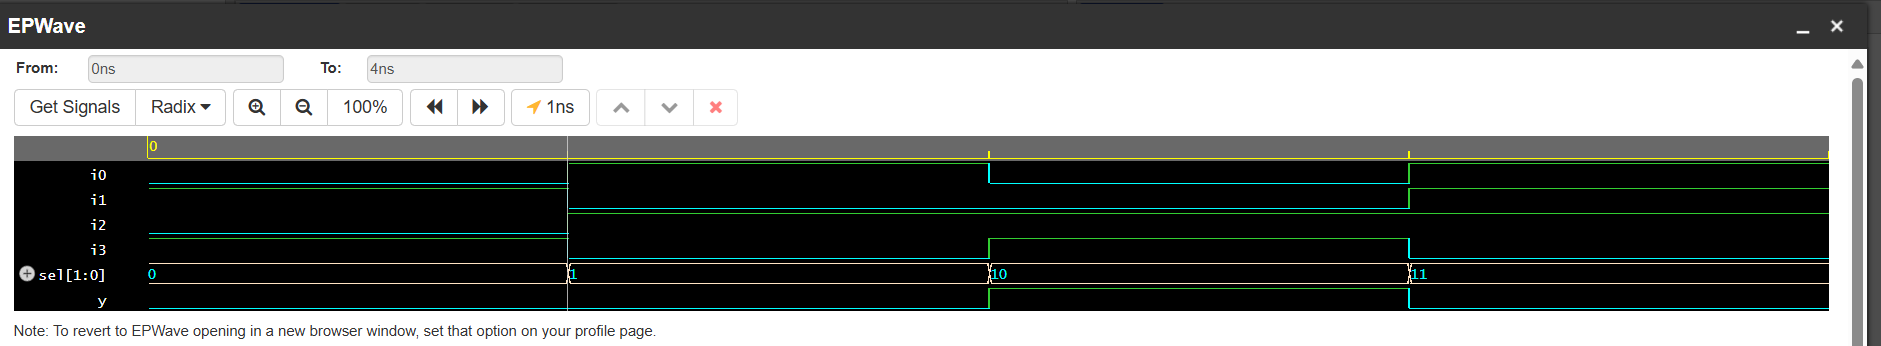 EPWave
From: 0ns To: 4ns
Get Signals Radix 100% 1ns
0
i0
i1
i2
i3
sel[1:0] 0 1 10 11
y
Note: To revert to EPWave opening in a new browser window, set that option on your profile page.